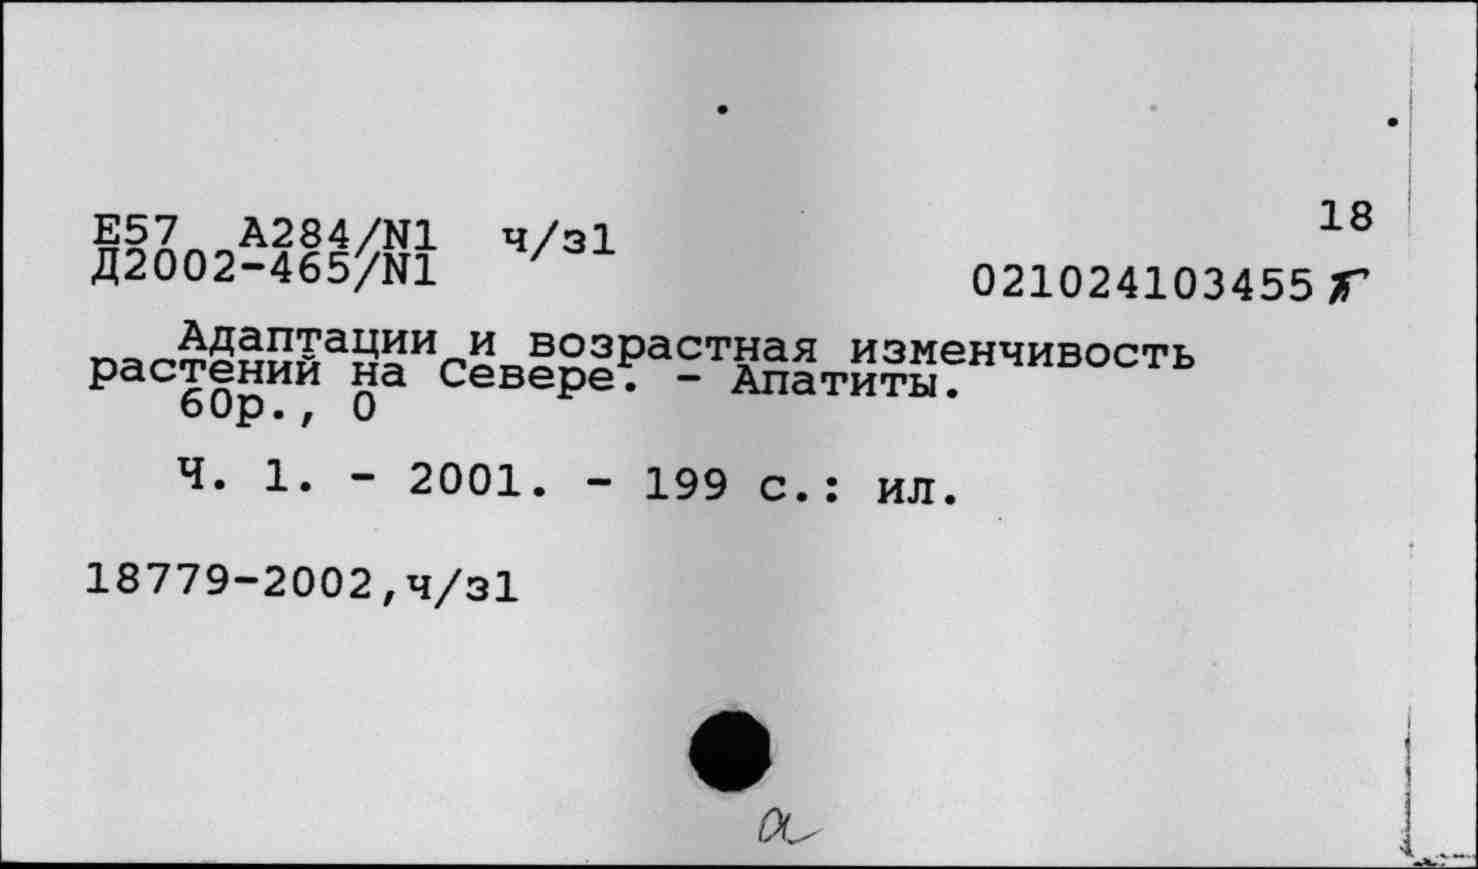 18
Е57 А284/N1 ч/з1
Д2002-465/N1
021024103455
Адаптации и возрастная изменчивость
растений на Севере. - Апатиты.
60р., 0
Ч. 1. - 2001. - 199 с.: ил.
18779-2002,ч/з1